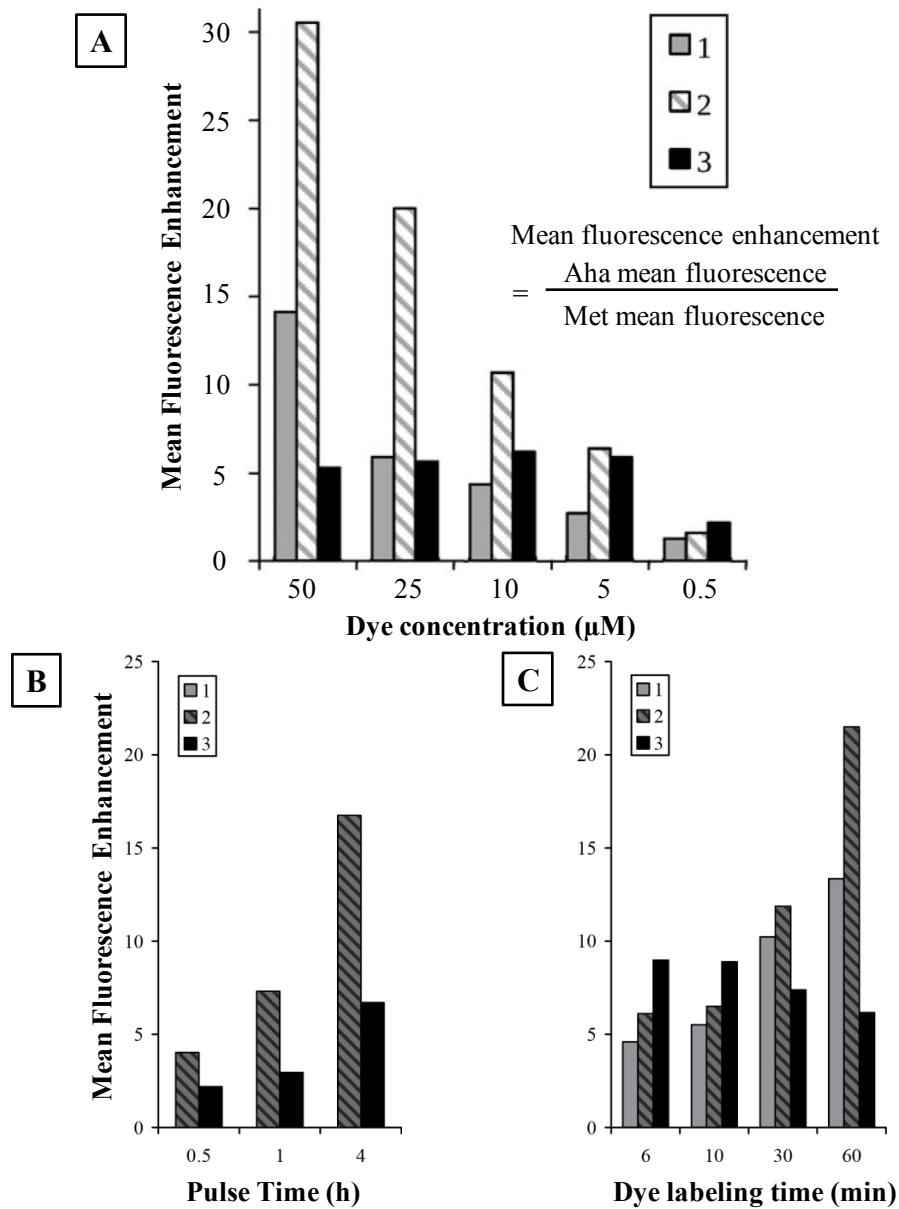 A
Mean Fluorescence Enhancement
30
25
20
15
10
5
0
50 25 10 5 0.5
Dye concentration (µM)
1
2
3
Mean fluorescence enhancement
= Aha mean fluorescence
Met mean fluorescence
B
Mean Fluorescence Enhancement
25
20
15
10
5
0
1
2
3
0.5 1 4
Pulse Time (h)
C
25
20
15
10
5
0
1
2
3
6 10 30 60
Dye labeling time (min)